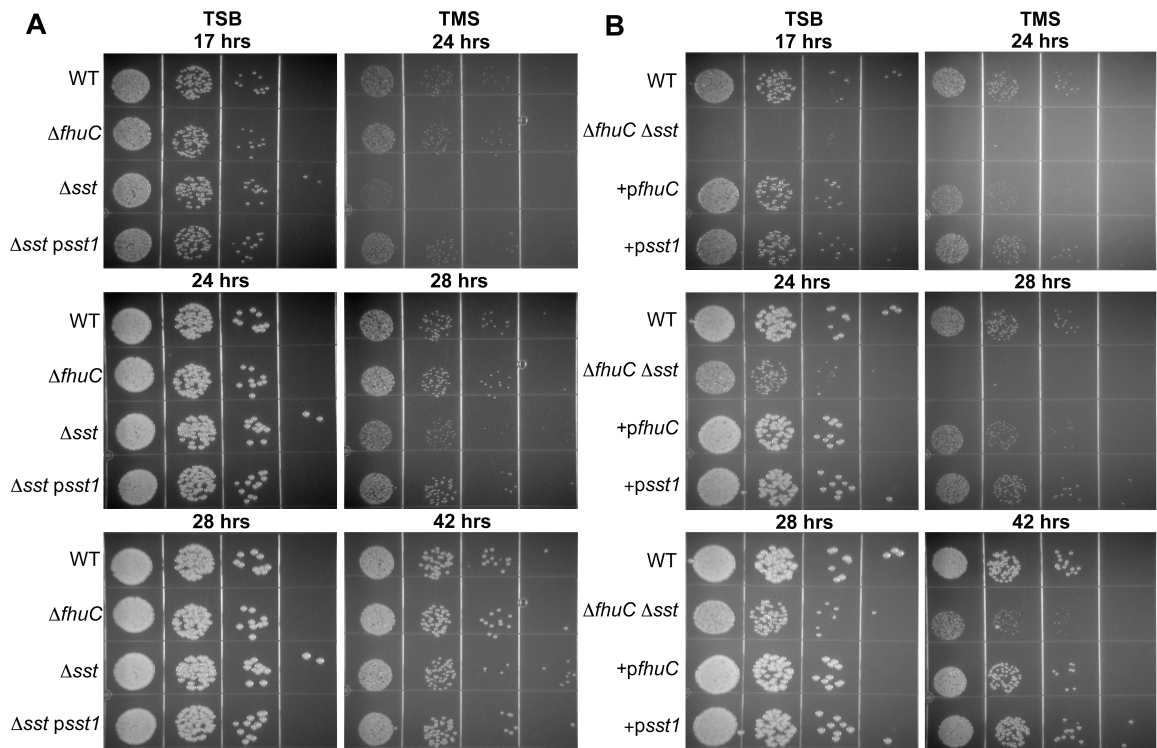 A
TSB
17 hrs
TMS
24 hrs
WT
ΔfhuC
Δsst
Δsst psst1
24 hrs
28 hrs
WT
ΔfhuC
Δsst
Δsst psst1
28 hrs
42 hrs
WT
ΔfhuC
Δsst
Δsst psst1
B
TSB
17 hrs
TMS
24 hrs
WT
ΔfhuC Δsst
+pfhuC
+psst1
24 hrs
28 hrs
WT
ΔfhuC Δsst
+pfhuC
+psst1
28 hrs
42 hrs
WT
ΔfhuC Δsst
+pfhuC
+psst1